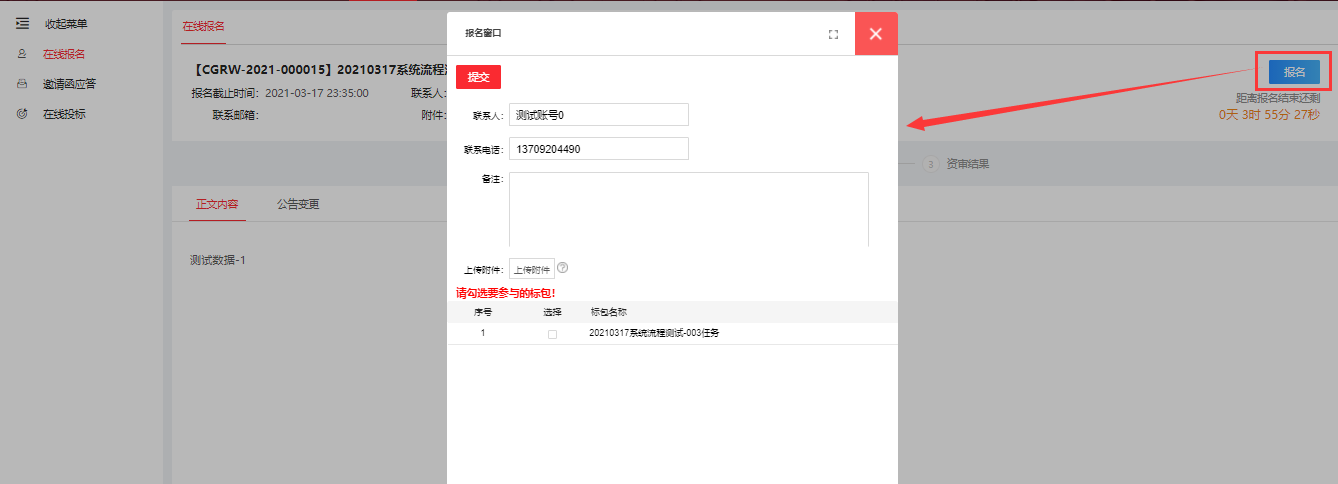 收起菜单
在线报名
邀请函应答
在线投标
在线报名
【CGRW-2021-000015】20210317系统流程
报名截止时间: 2021-03-17 23:35:00
联系人:
联系邮箱:
附件:
报名
距离报名结束还剩
0天 3时 55分 27秒
3 资审结果
正文内容
公告变更
测试数据-1
报名窗口
提交
联系人: 测试账号0
联系电话: 13709204490
备注:
上传附件: 上传附件
请勾选要参与的标包!
序号 选择 标包名称
1 20210317系统流程测试-003任务